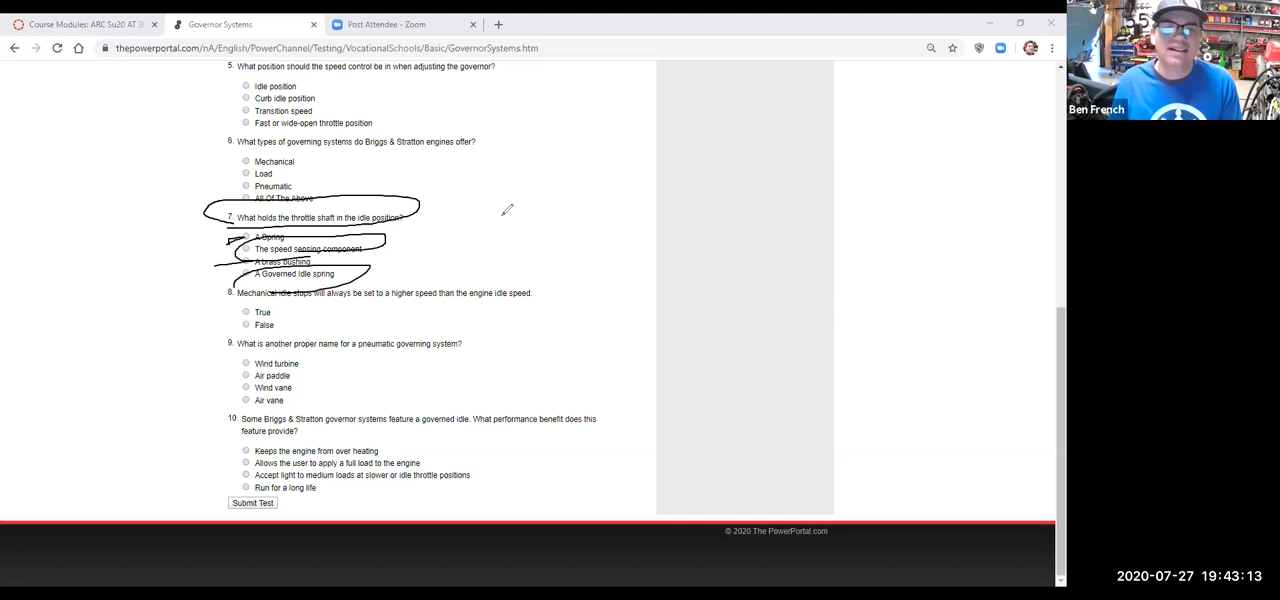 Course Modules: ARC Su20 AT 3
Governor Systems
Post Attendee - Zoom
thepowerportal.com/nA/English/PowerChannel/Testing/VocationalSchools/Basic/GovernorSystems.htm
Ben French
5. What position should the speed control be in when adjusting the governor?
Idle position
Curb idle position
Transition speed
Fast or wide-open throttle position
6. What types of governing systems do Briggs & Stratton engines offer?
Mechanical
Load
Pneumatic
All Of The Above
7. What holds the throttle shaft in the idle position?
A Spring
The speed sensing component
A brass bushing
A Governed Idle spring
8. Mechanical idle stops will always be set to a higher speed than the engine idle speed.
True
False
9. What is another proper name for a pneumatic governing system?
Wind turbine
Air paddle
Wind vane
Air vane
10. Some Briggs & Stratton governor systems feature a governed idle. What performance benefit does this
feature provide?
Keeps the engine from over heating
Allows the user to apply a full load to the engine
Accept light to medium loads at slower or idle throttle positions
Run for a long life
Submit Test
© 2020 The PowerPortal.com
2020-07-27 19:43:13